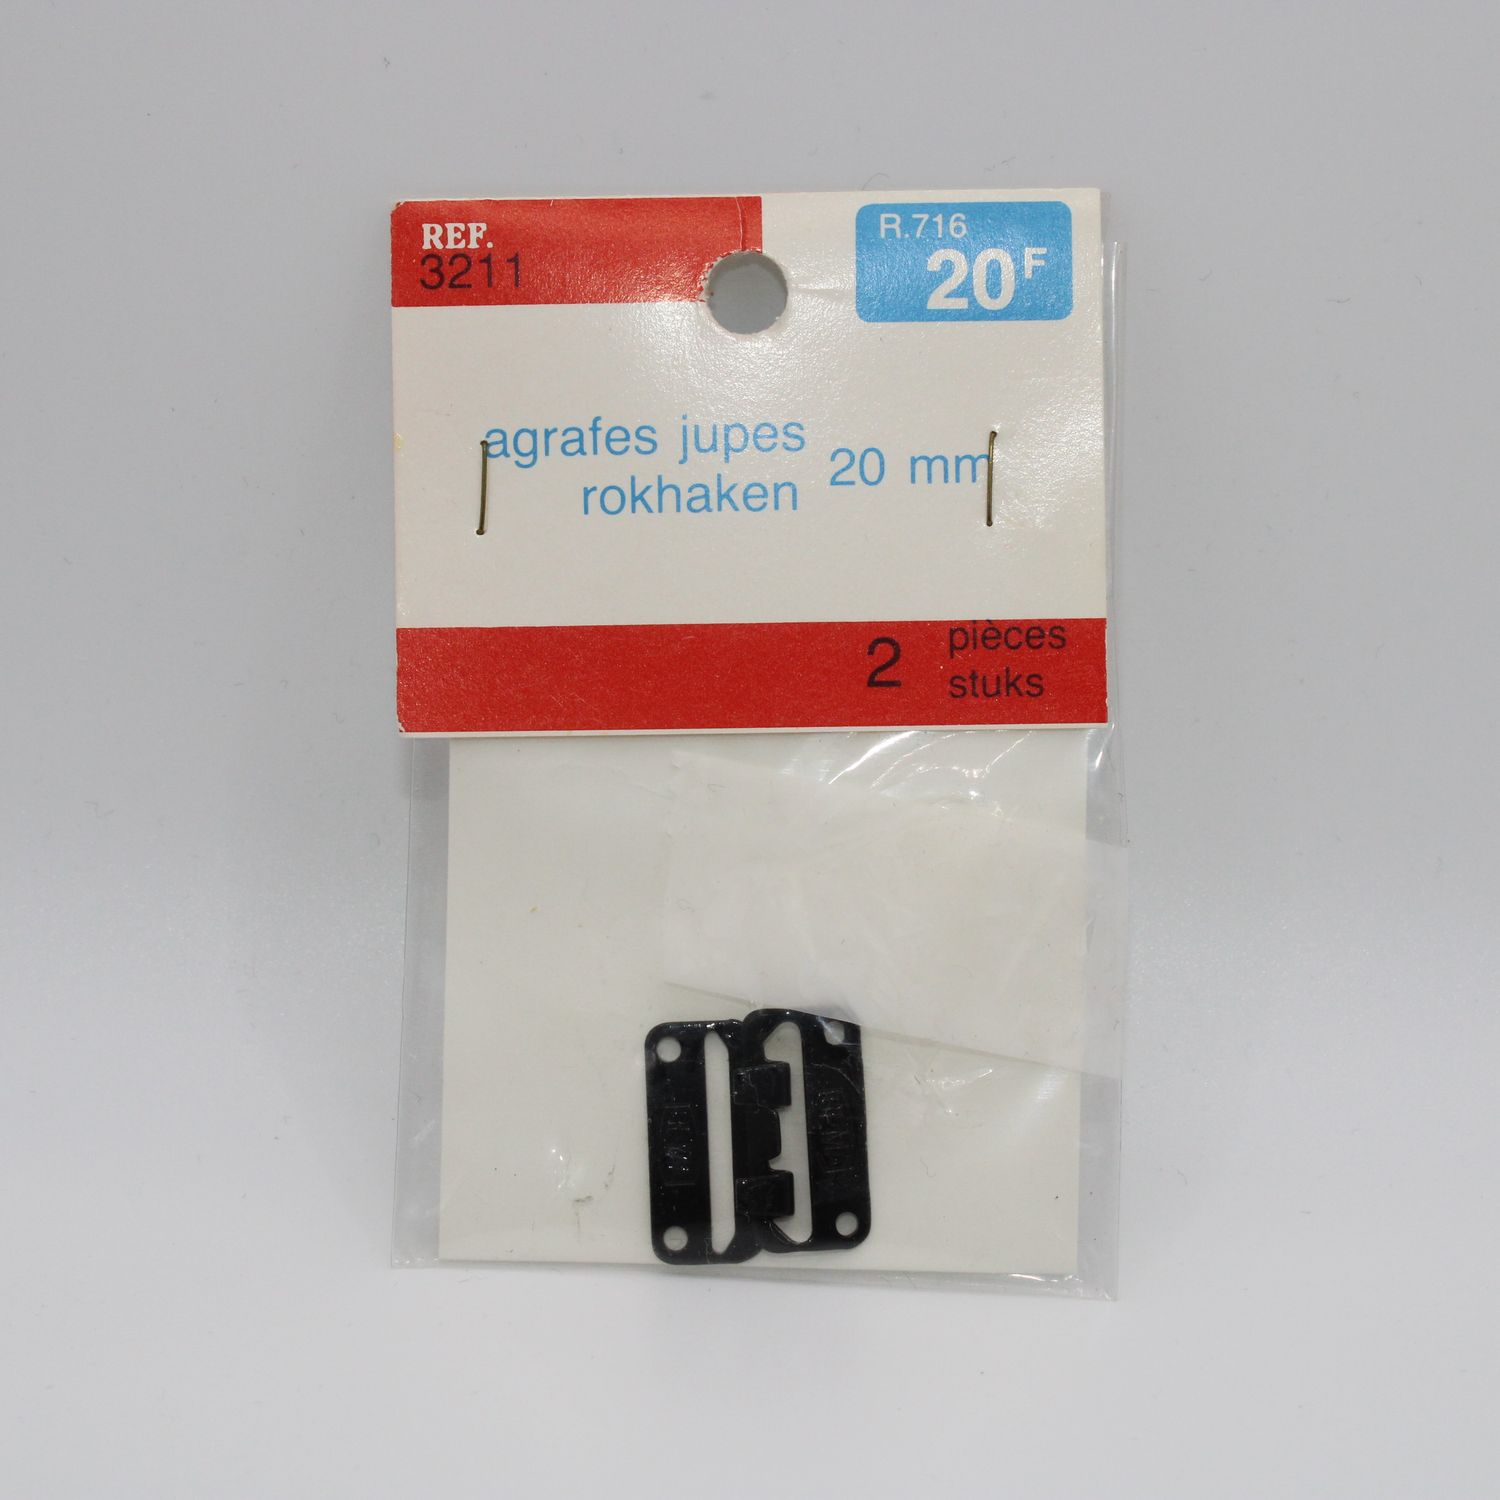 REF.
3211
R.716
20F
agrafes jupes
rokhaken
20 mm
2
pièces
stuks